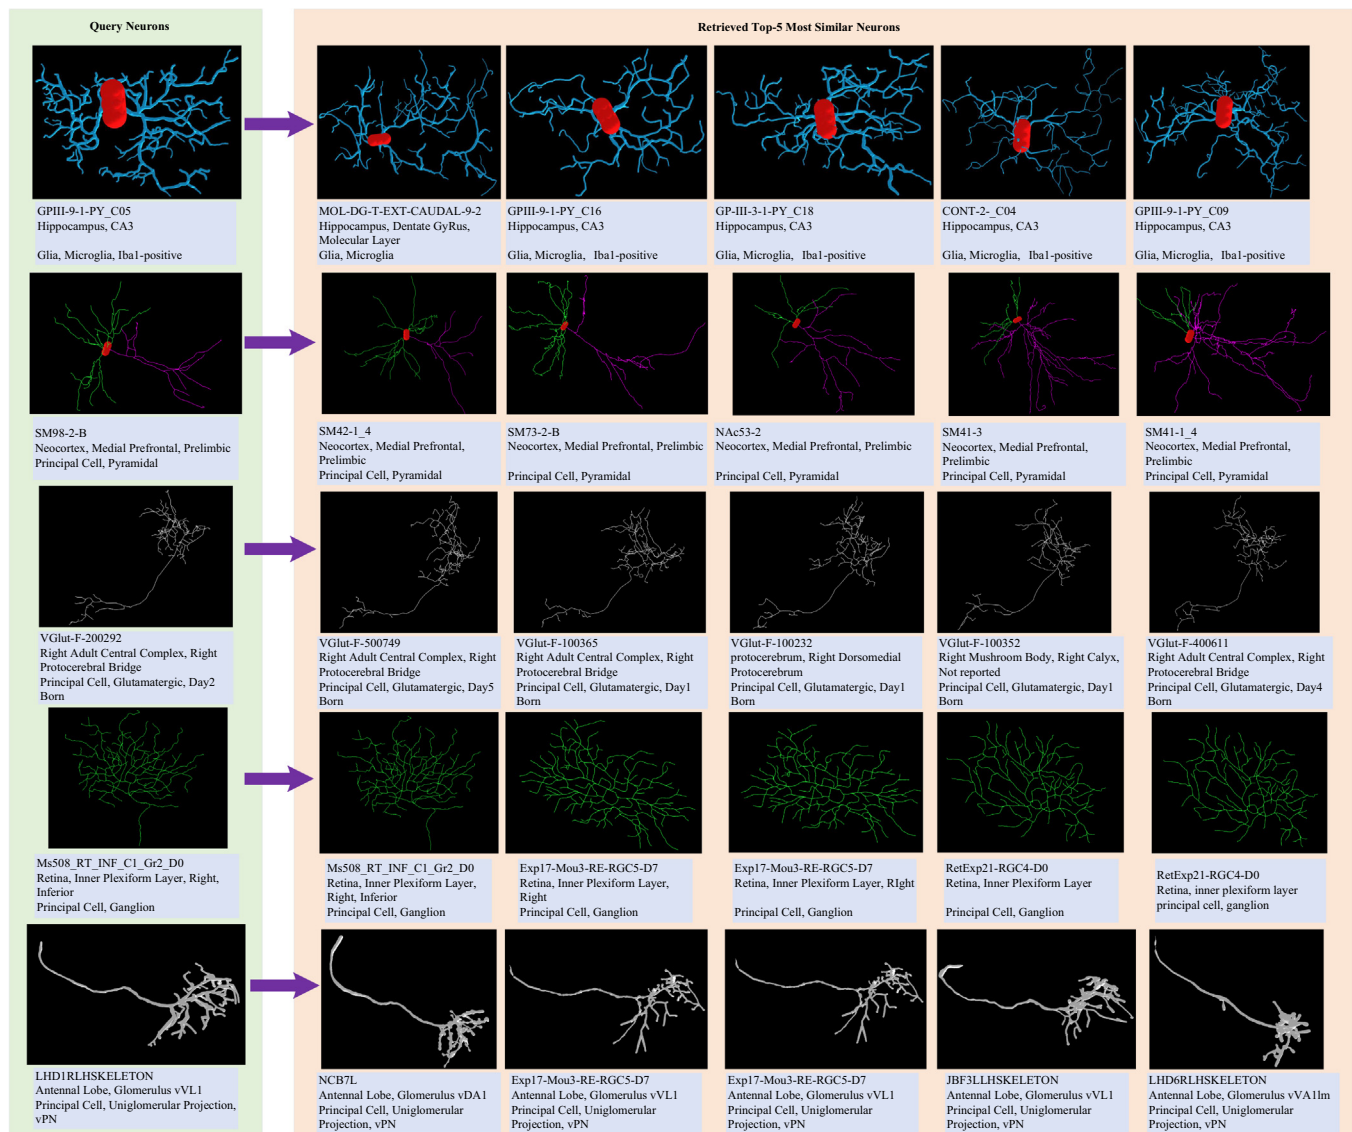 Query Neurons
Retrieved Top-5 Most Similar Neurons
GPIII-9-1-PY_C05
Hippocampus, CA3
Glia, Microglia, Iba1-positive
MOL-DG-T-EXT-CAUDAL-9-2
Hippocampus, Dentate GyRus,
Molecular Layer
Glia, Microglia
GPIII-9-1-PY_C16
Hippocampus, CA3
Glia, Microglia, Iba1-positive
GP-III-3-1-PY_C18
Hippocampus, CA3
Glia, Microglia, Iba1-positive
CONT-2-_C04
Hippocampus, CA3
Glia, Microglia, Iba1-positive
GPIII-9-1-PY_C09
Hippocampus, CA3
Glia, Microglia, Iba1-positive
SM98-2-B
Neocortex, Medial Prefrontal, Prelimbic
Principal Cell, Pyramidal
SM42-1_4
Neocortex, Medial Prefrontal,
Prelimbic
Principal Cell, Pyramidal
SM73-2-B
Neocortex, Medial Prefrontal, Prelimbic
Principal Cell, Pyramidal
NAc53-2
Neocortex, Medial Prefrontal, Prelimbic
Principal Cell, Pyramidal
SM41-3
Neocortex, Medial Prefrontal,
Prelimbic
Principal Cell, Pyramidal
SM41-1_4
Neocortex, Medial Prefrontal,
Prelimbic
Principal Cell, Pyramidal
VGlut-F-200292
Right Adult Central Complex, Right
Protocerebral Bridge
Principal Cell, Glutamatergic, Day2
Born
VGlut-F-500749
Right Adult Central Complex, Right
Protocerebral Bridge
Principal Cell, Glutamatergic, Day5
Born
VGlut-F-100365
Right Adult Central Complex, Right
Protocerebral Bridge
Principal Cell, Glutamatergic, Day1
Born
VGlut-F-100232
protocerebrum, Right Dorsomedial
Protocerebrum
Principal Cell, Glutamatergic, Day1
Born
VGlut-F-100352
Right Mushroom Body, Right Calyx,
Not reported
Principal Cell, Glutamatergic, Day1
Born
VGlut-F-400611
Right Adult Central Complex, Right
Protocerebral Bridge
Principal Cell, Glutamatergic, Day4
Born
Ms508_RT_INF_C1_Gr2_D0
Retina, Inner Plexiform Layer, Right,
Inferior
Principal Cell, Ganglion
Ms508_RT_INF_C1_Gr2_D0
Retina, Inner Plexiform Layer,
Right, Inferior
Principal Cell, Ganglion
Exp17-Mou3-RE-RGC5-D7
Retina, Inner Plexiform Layer,
Right
Principal Cell, Ganglion
Exp17-Mou3-RE-RGC5-D7
Retina, Inner Plexiform Layer, RIght
Principal Cell, Ganglion
RetExp21-RGC4-D0
Retina, Inner Plexiform Layer
Principal Cell, Ganglion
RetExp21-RGC4-D0
Retina, inner plexiform layer
principal cell, ganglion
LHD1RLHSKELETON
Antennal Lobe, Glomerulus vVL1
Principal Cell, Uniglomerular Projection,
vPN
NCB7L
Antennal Lobe, Glomerulus vDA1
Principal Cell, Uniglomerular
Projection, vPN
Exp17-Mou3-RE-RGC5-D7
Antennal Lobe, Glomerulus vVL1
Principal Cell, Uniglomerular
Projection, vPN
Exp17-Mou3-RE-RGC5-D7
Antennal Lobe, Glomerulus vVL1
Principal Cell, Uniglomerular
Projection, vPN
JBF3LLHSKELETON
Antennal Lobe, Glomerulus vVL1
Principal Cell, Uniglomerular
Projection, vPN
LHD6RLHSKELETON
Antennal Lobe, Glomerulus vVA1lm
Principal Cell, Uniglomerular
Projection, vPN